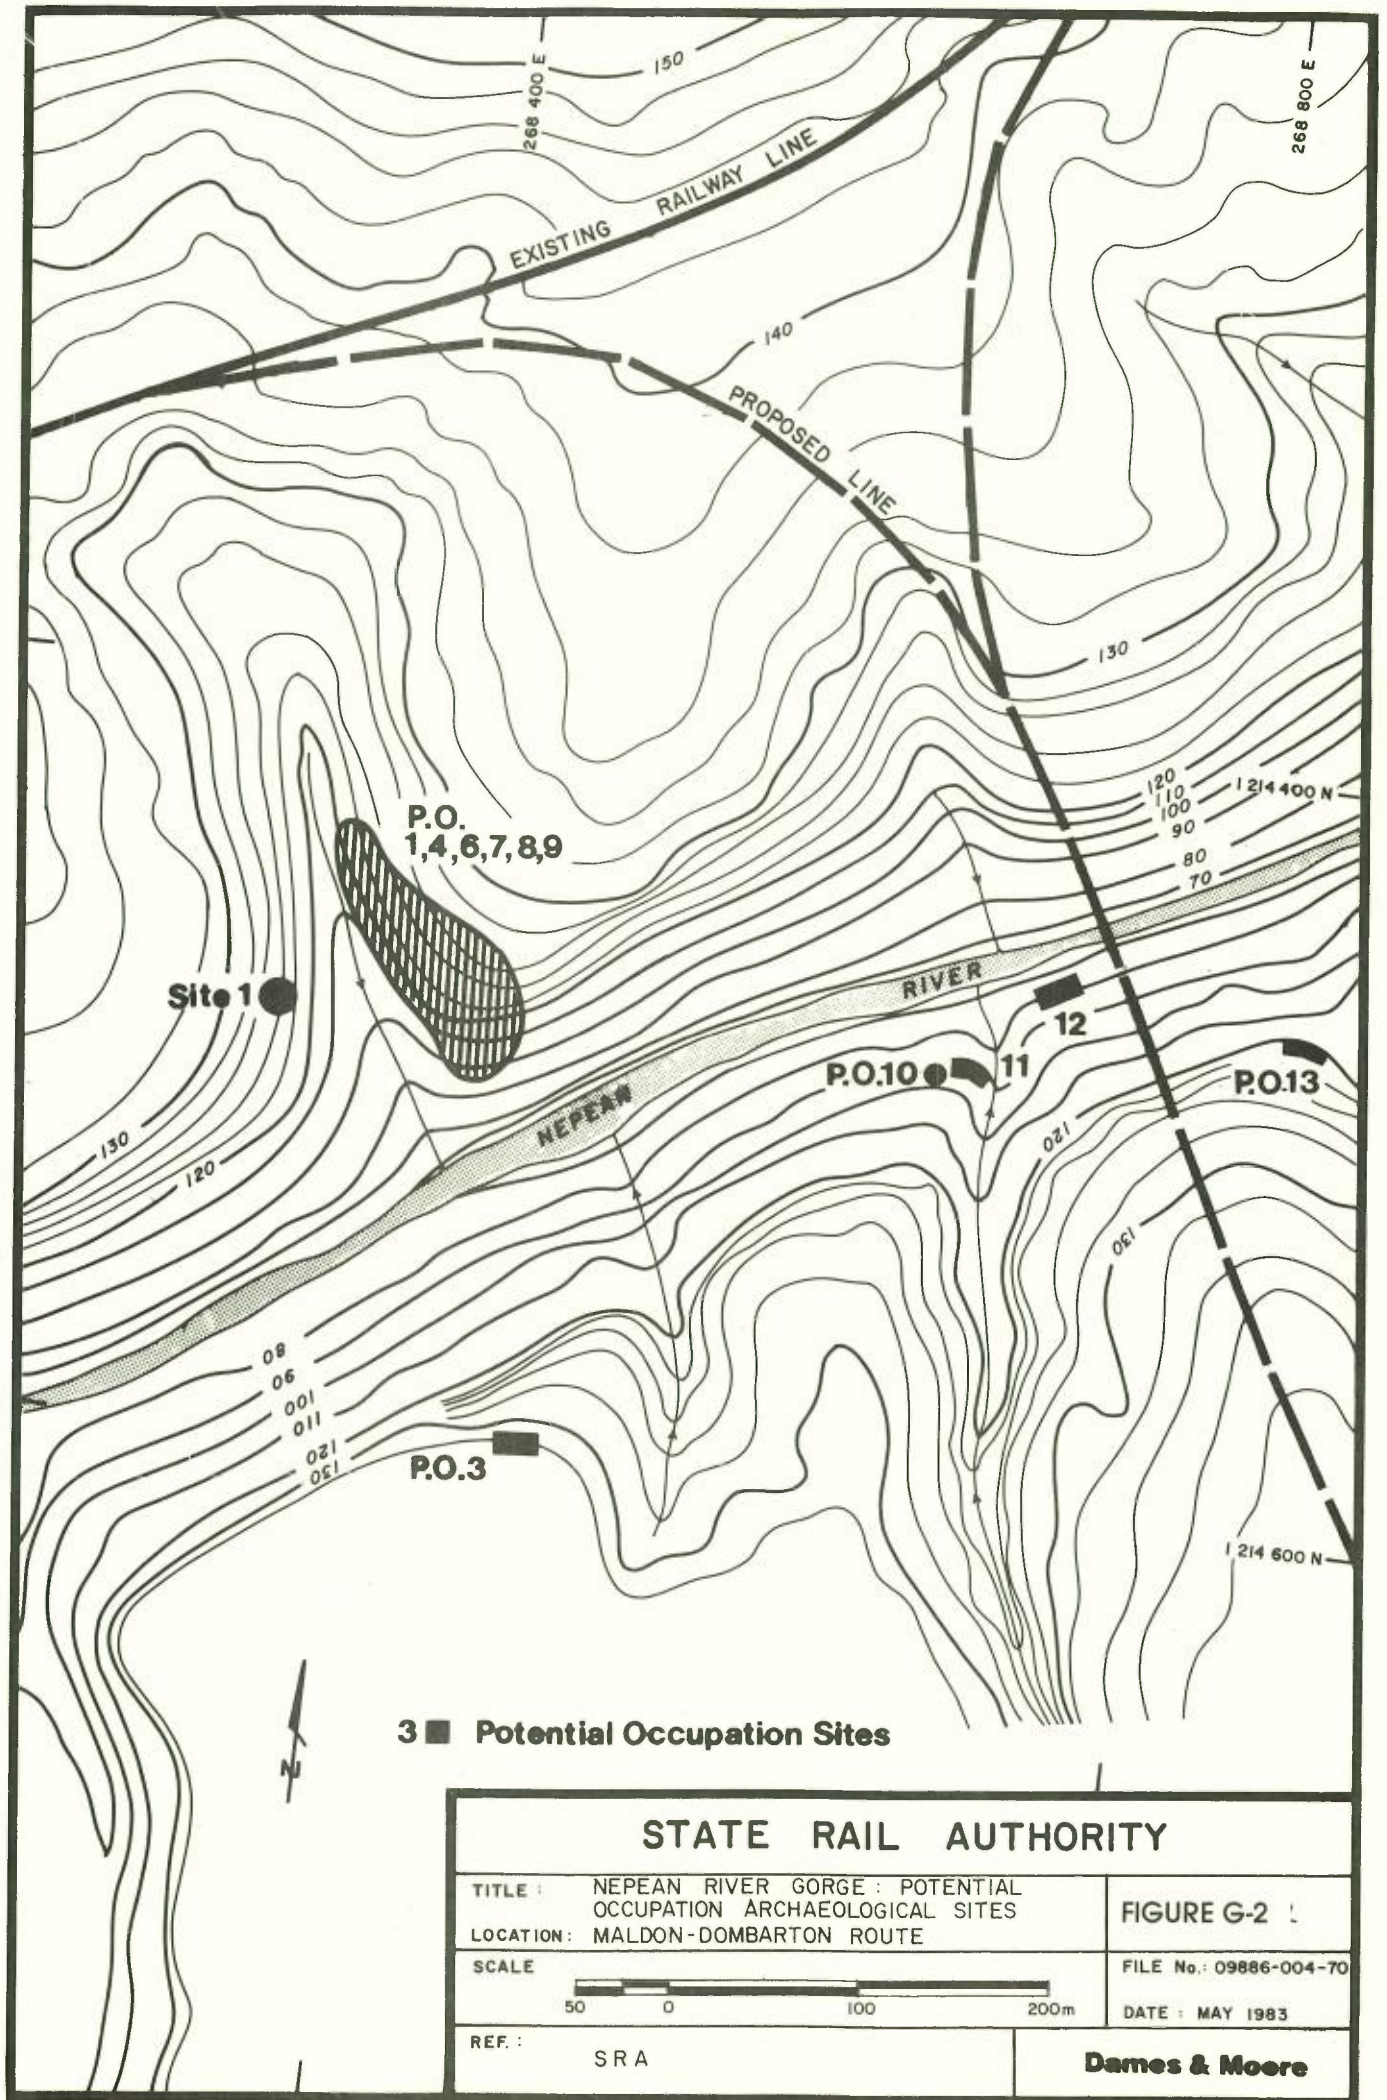 150
268 400 E
268 800 E
EXISTING RAILWAY LINE
140
PROPOSED LINE
130
P.O.
1,4,6,7,8,9
120
110
100
90
80
70
1 214 400 N
Site 1
NEPEAN RIVER
12
P.O.10
11
P.O.13
120
130
130
120
80
90
100
110
120
130
P.O.3
1 214 600 N
N
3 Potential Occupation Sites
STATE RAIL AUTHORITY
TITLE : NEPEAN RIVER GORGE : POTENTIAL
OCCUPATION ARCHAEOLOGICAL SITES
LOCATION: MALDON-DOMBARTON ROUTE
FIGURE G-2
SCALE
50 0 100 200m
FILE No.: 09886-004-70
DATE : MAY 1983
REF. : SRA
Dames & Moore